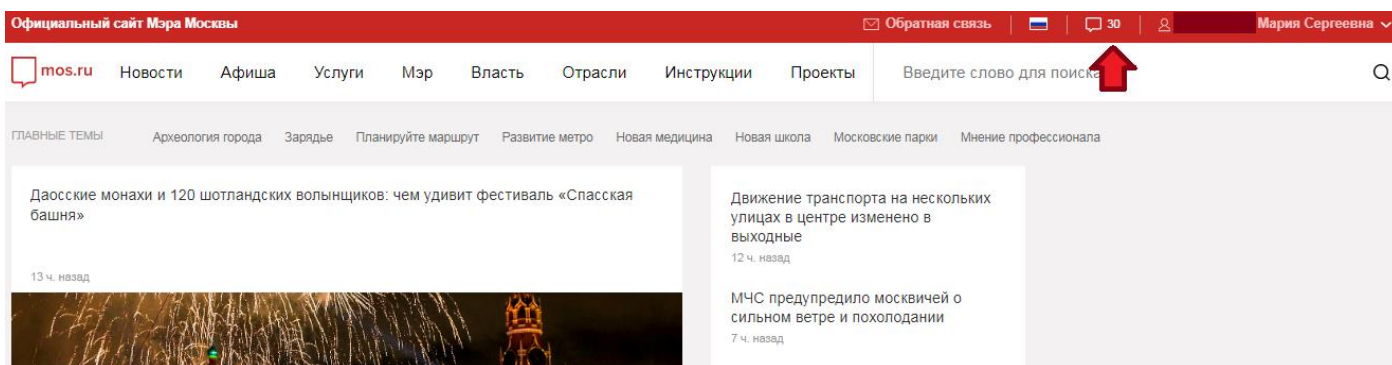 Официальный сайт Мэра Москвы
Обратная связь
30
Мария Сергеевна
mos.ru
Новости Афиша Услуги Мэр Власть Отрасли Инструкции Проекты
Введите слово для поиска
ГЛАВНЫЕ ТЕМЫ
Археология города Зарядье Планируйте маршрут Развитие метро Новая медицина Новая школа Московские парки Мнение профессионала
Даосские монахи и 120 шотландских волынщиков: чем удивит фестиваль «Спасская
башня»
13 ч. назад
Движение транспорта на нескольких
улицах в центре изменено в
выходные
12 ч. назад
МЧС предупредило москвичей о
сильном ветре и похолодании
7 ч. назад